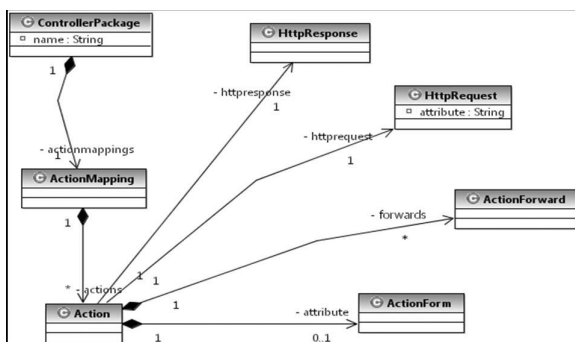 ControllerPackage
name : String
HttpResponse
1
- httpresponse
1
HttpRequest
attribute : String
- httprequest
1
- actionmappings
1
ActionMapping
1
ActionForward
- forwards
*
1
1
* - actions
1
Action
ActionForm
- attribute
1
0..1